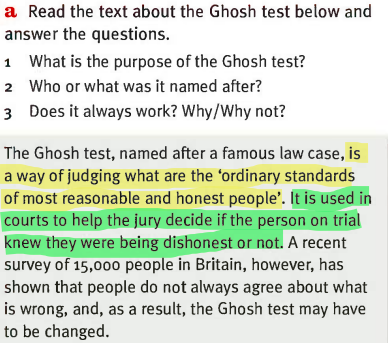 a Read the text about the Ghosh test below and
answer the questions.
1 What is the purpose of the Ghosh test?
2 Who or what was it named after?
3 Does it always work? Why/Why not?
The Ghosh test, named after a famous law case, is
a way of judging what are the ‘ordinary standards
of most reasonable and honest people’. It is used in
courts to help the jury decide if the person on trial
knew they were being dishonest or not. A recent
survey of 15,000 people in Britain, however, has
shown that people do not always agree about what
is wrong, and, as a result, the Ghosh test may have
to be changed.